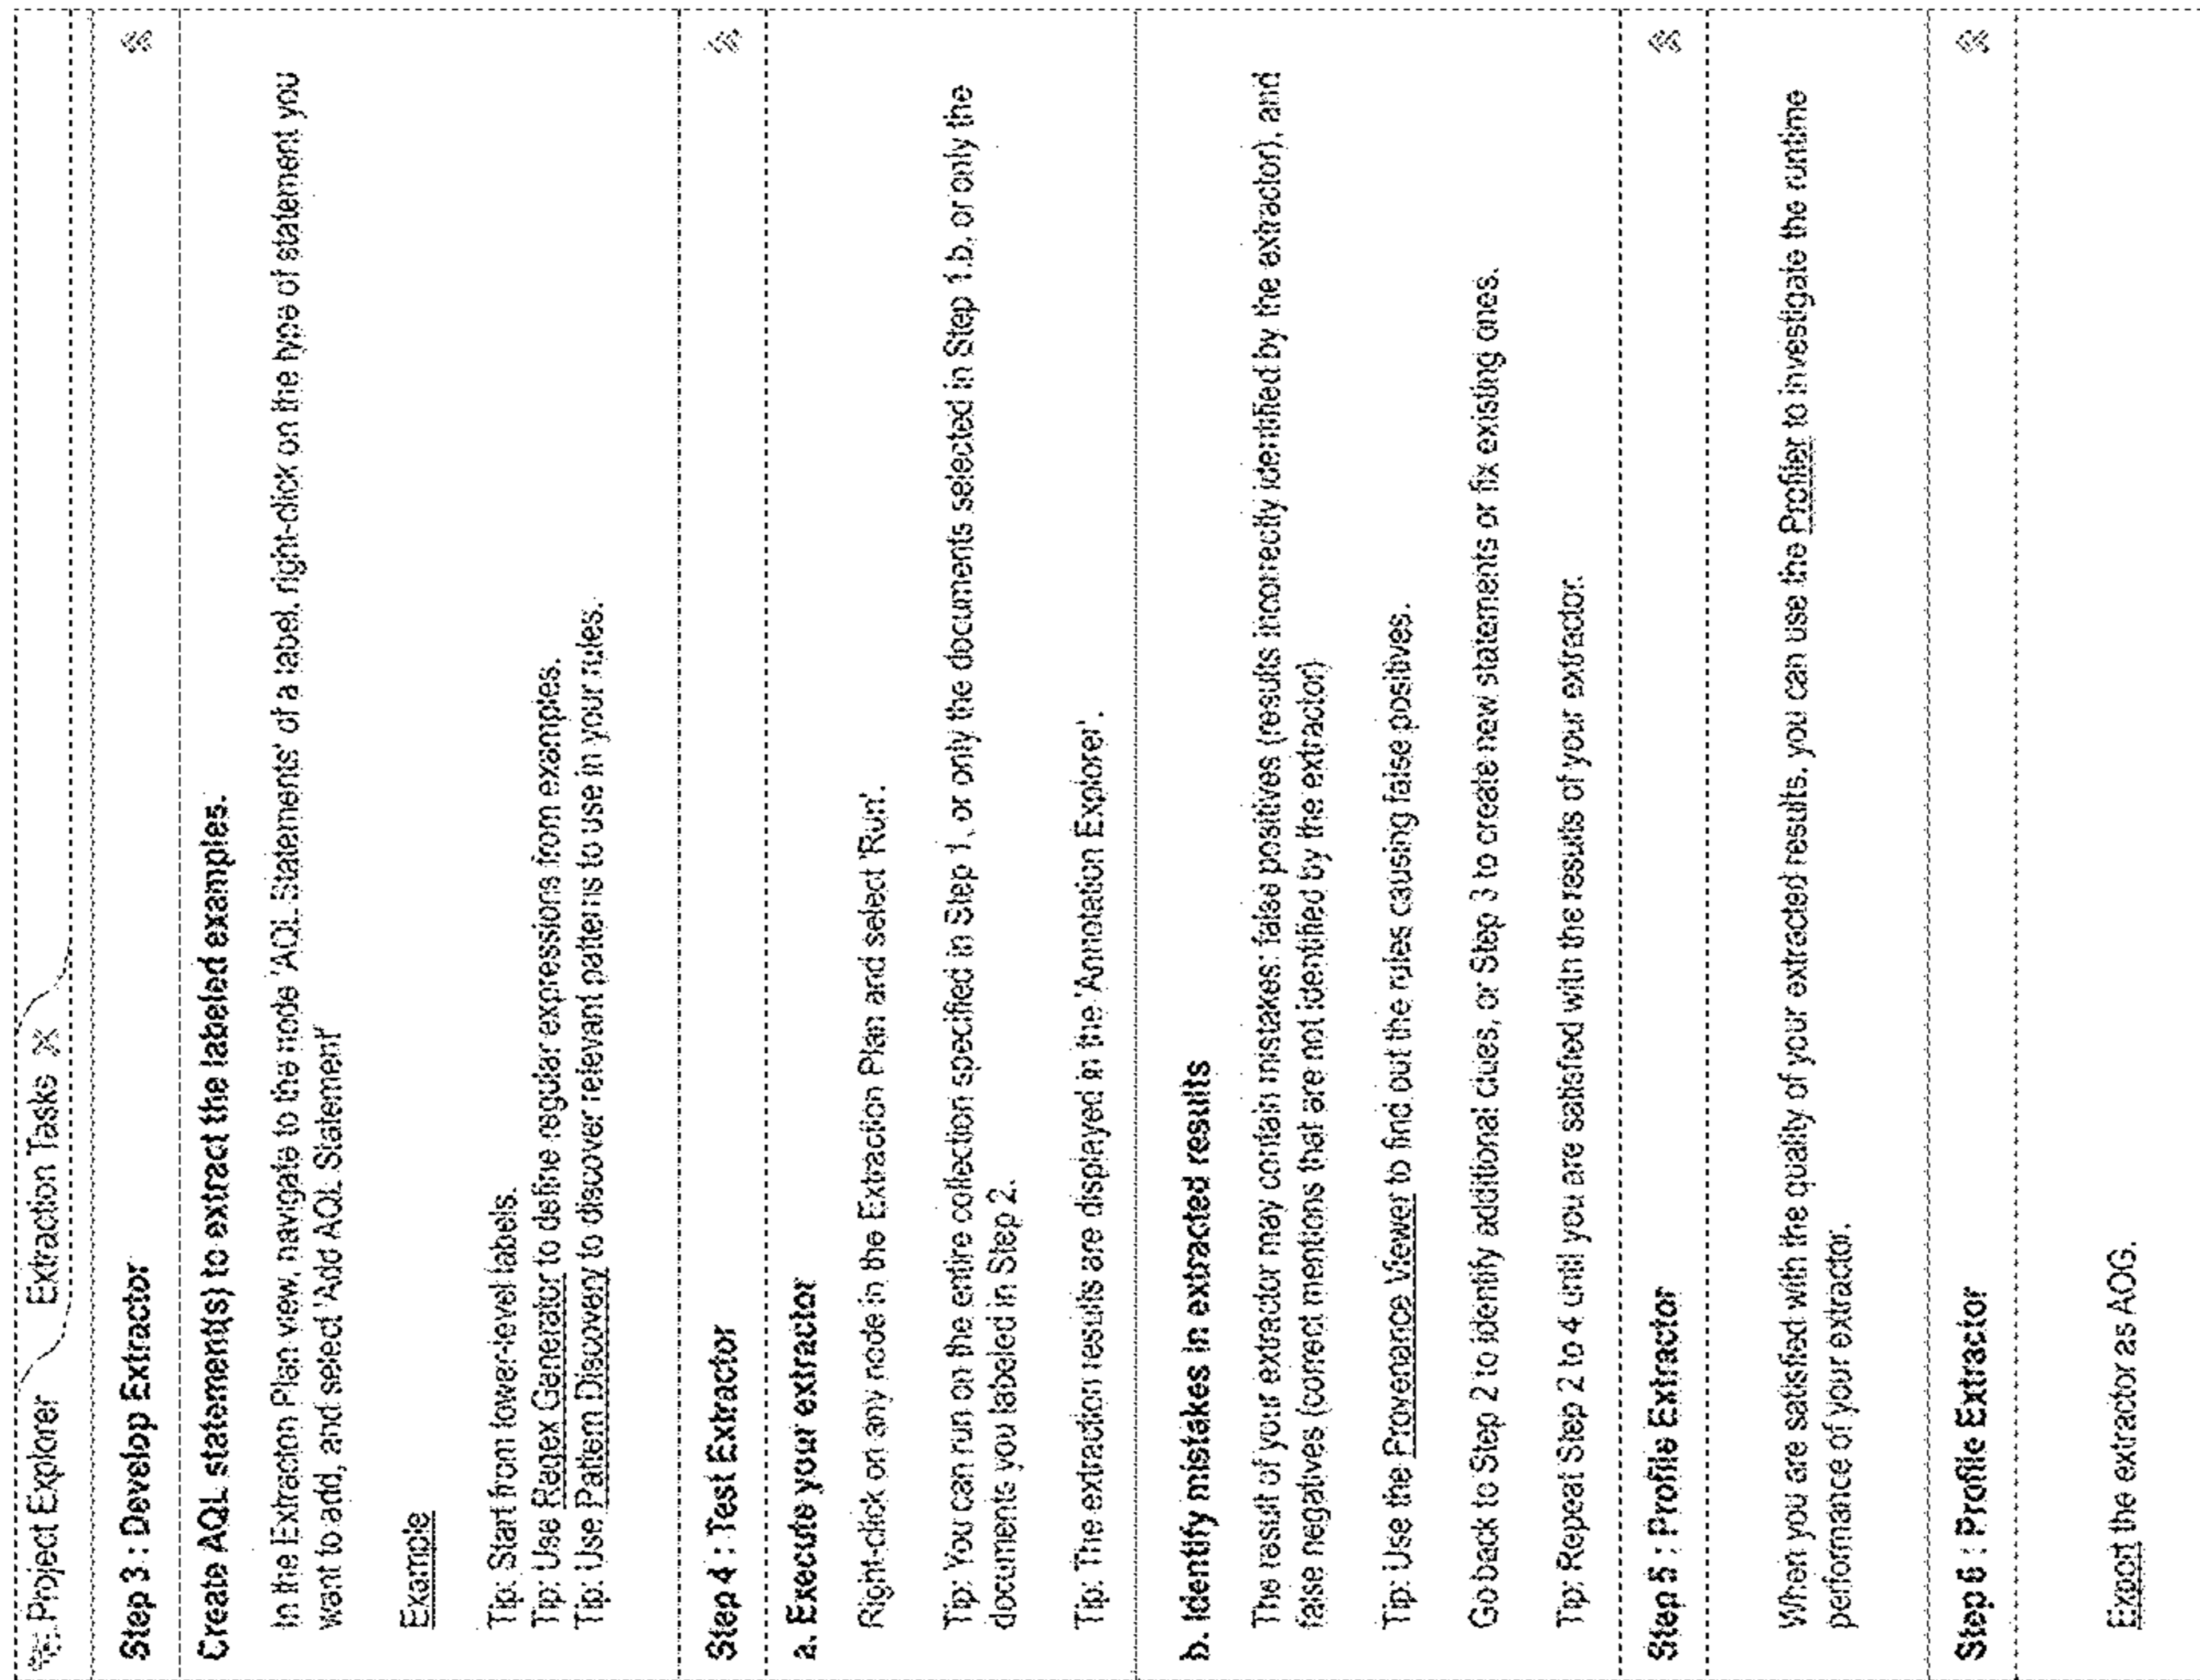 Project Explorer Extraction Tasks
Step 3 : Develop Extractor
Create AQL statement(s) to extract the labeled examples.
In the Extraction Plan view, navigate to the node 'AQL Statements' of a label, right-click on the type of statement you
want to add, and select 'Add AQL Statement'
Example
Tip: Start from lower-level labels.
Tip: Use Regex Generator to define regular expressions from examples.
Tip: Use Pattern Discovery to discover relevant patterns to use in your rules.
Step 4 : Test Extractor
a. Execute your extractor
Right-click on any node in the Extraction Plan and select 'Run'.
Tip: You can run on the entire collection specified in Step 1, or only the documents selected in Step 1.b, or only the
documents you labeled in Step 2.
Tip: The extraction results are displayed in the 'Annotation Explorer'.
b. Identify mistakes in extracted results
The result of your extractor may contain mistakes: false positives (results incorrectly identified by the extractor), and
false negatives (correct mentions that are not identified by the extractor)
Tip: Use the Provenance Viewer to find out the rules causing false positives.
Go back to Step 2 to identify additional clues, or Step 3 to create new statements or fix existing ones.
Tip: Repeat Step 2 to 4 until you are satisfied with the results of your extractor.
Step 5 : Profile Extractor
When you are satisfied with the quality of your extracted results, you can use the Profiler to investigate the runtime
performance of your extractor.
Step 6 : Profile Extractor
Export the extractor as AOG.